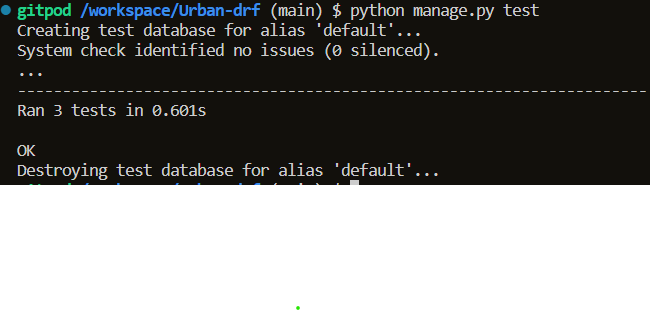 gitpod /workspace/Urban-drf (main) $ python manage.py test
Creating test database for alias 'default'...
System check identified no issues (0 silenced).
...
----------------------------------------------------------------------
Ran 3 tests in 0.601s
OK
Destroying test database for alias 'default'...